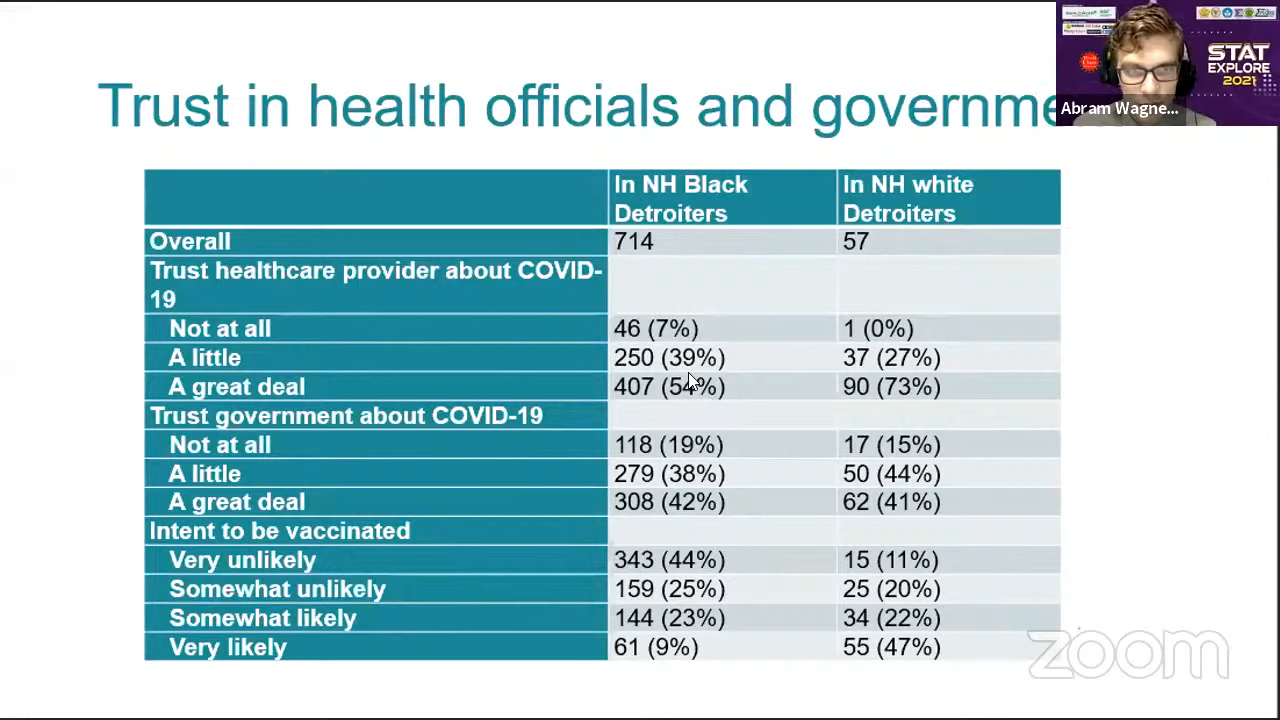 STAT
EXPLORE
2021
Abram Wagne...
Trust in health officials and governme
In NH Black
Detroiters
In NH white
Detroiters
Overall 714 57
Trust healthcare provider about COVID-
19
Not at all 46 (7%) 1 (0%)
A little 250 (39%) 37 (27%)
A great deal 407 (54%) 90 (73%)
Trust government about COVID-19
Not at all 118 (19%) 17 (15%)
A little 279 (38%) 50 (44%)
A great deal 308 (42%) 62 (41%)
Intent to be vaccinated
Very unlikely 343 (44%) 15 (11%)
Somewhat unlikely 159 (25%) 25 (20%)
Somewhat likely 144 (23%) 34 (22%)
Very likely 61 (9%) 55 (47%)
zoom